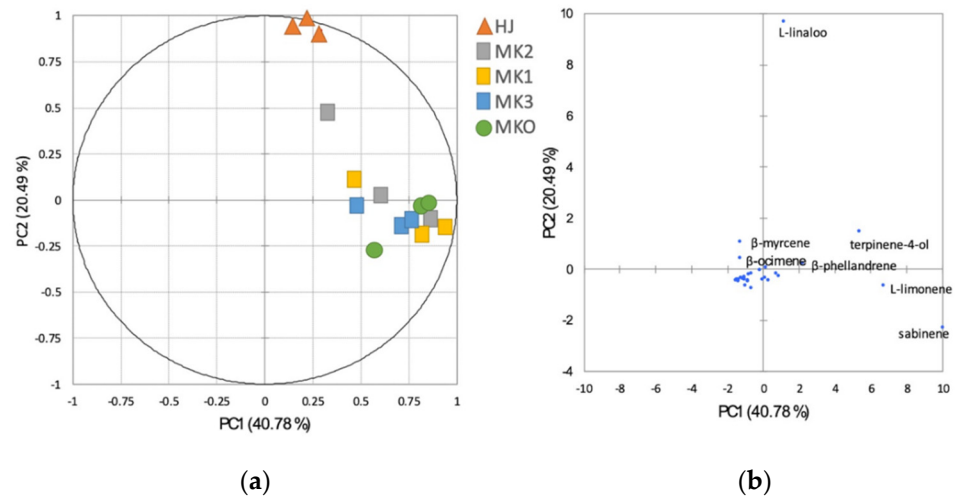 1
0.75
0.5
0.25
0
-0.25
-0.5
-0.75
-1
-1 -0.75 -0.5 -0.25 0 0.25 0.5 0.75 1
PC2 (20.49 %)
PC1 (40.78 %)
HJ
MK2
MK1
MK3
MKO
(a)
10
8
6
4
2
0
-2
-4
-10 -8 -6 -4 -2 0 2 4 6 8 10
PC2 (20.49 %)
PC1 (40.78 %)
L-linaloo
β-myrcene
terpinene-4-ol
β-ocimene
β-phellandrene
L-limonene
sabinene
(b)